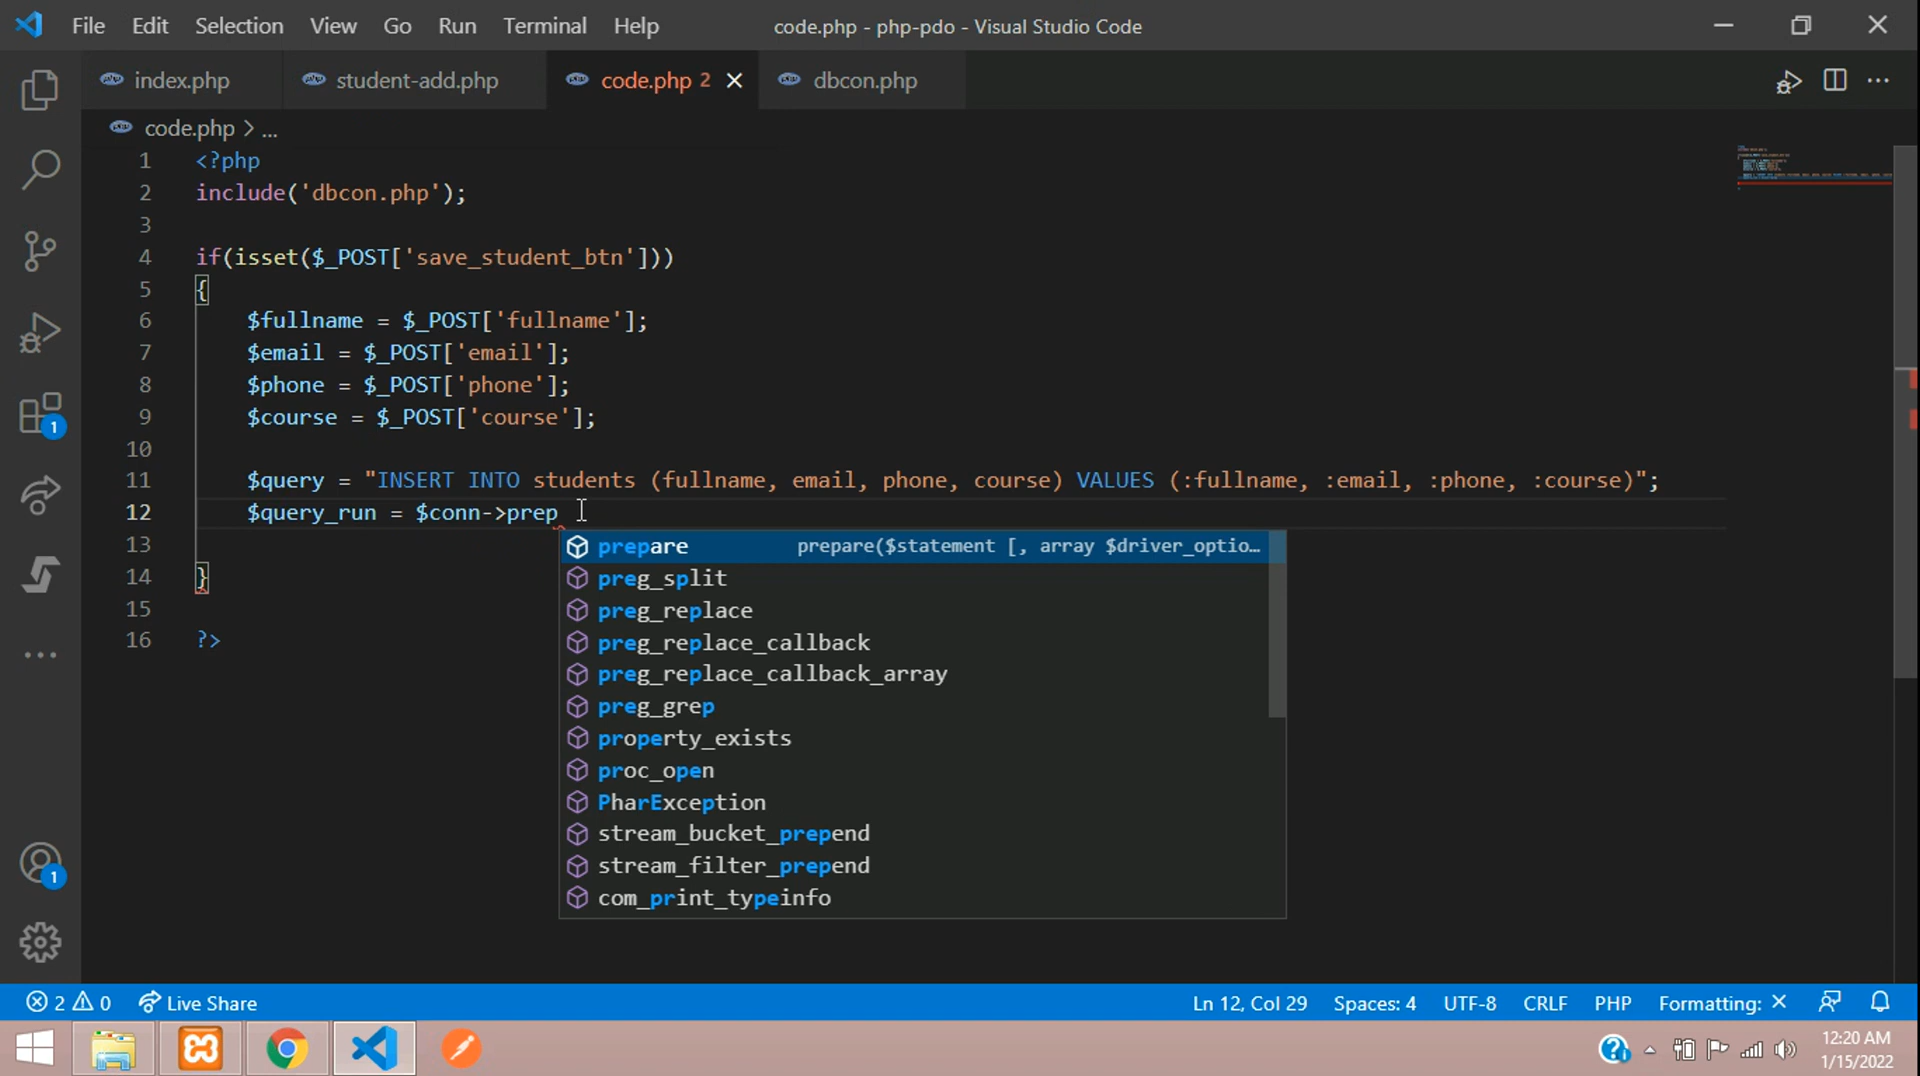 File Edit Selection View Go Run Terminal Help code.php - php-pdo - Visual Studio Code
index.php student-add.php code.php 2 dbcon.php
code.php > ...
1 <?php
2 include('dbcon.php');
3
4 if(isset($_POST['save_student_btn']))
5 {
6 $fullname = $_POST['fullname'];
7 $email = $_POST['email'];
8 $phone = $_POST['phone'];
9 $course = $_POST['course'];
10
11 $query = "INSERT INTO students (fullname, email, phone, course) VALUES (:fullname, :email, :phone, :course)";
12 $query_run = $conn->prep
13
14 }
15
16 ?>
prepare prepare($statement [, array $driver_optio…
preg_split
preg_replace
preg_replace_callback
preg_replace_callback_array
preg_grep
property_exists
proc_open
PharException
stream_bucket_prepend
stream_filter_prepend
com_print_typeinfo
1
1
2 0 Live Share Ln 12, Col 29 Spaces: 4 UTF-8 CRLF PHP Formatting: ×
12:20 AM
1/15/2022